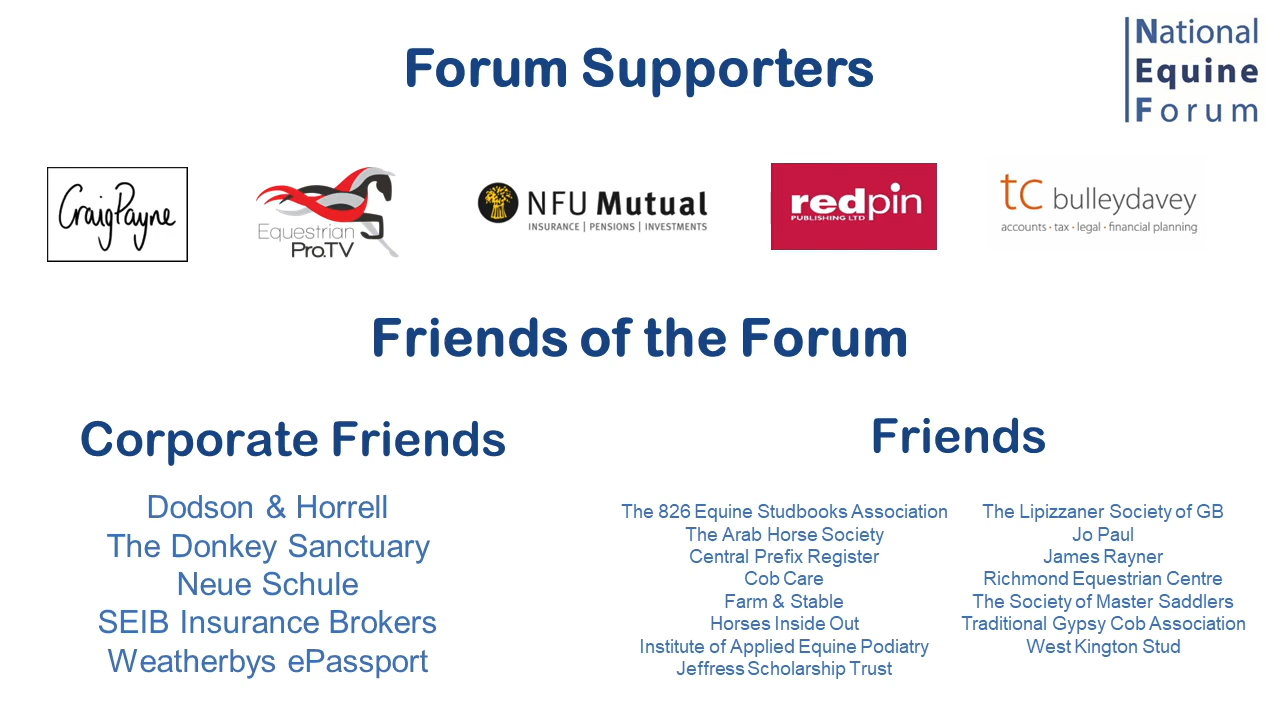 Forum Supporters
National
Equine
Forum
CraigPayne
Equestrian
Pro.TV
NFU Mutual
INSURANCE | PENSIONS | INVESTMENTS
redpin
PUBLISHING LTD
tc bulleydavey
accounts · tax · legal · financial planning
Friends of the Forum
Corporate Friends
Dodson & Horrell
The Donkey Sanctuary
Neue Schule
SEIB Insurance Brokers
Weatherbys ePassport
Friends
The 826 Equine Studbooks Association
The Arab Horse Society
Central Prefix Register
Cob Care
Farm & Stable
Horses Inside Out
Institute of Applied Equine Podiatry
Jeffress Scholarship Trust
The Lipizzaner Society of GB
Jo Paul
James Rayner
Richmond Equestrian Centre
The Society of Master Saddlers
Traditional Gypsy Cob Association
West Kington Stud